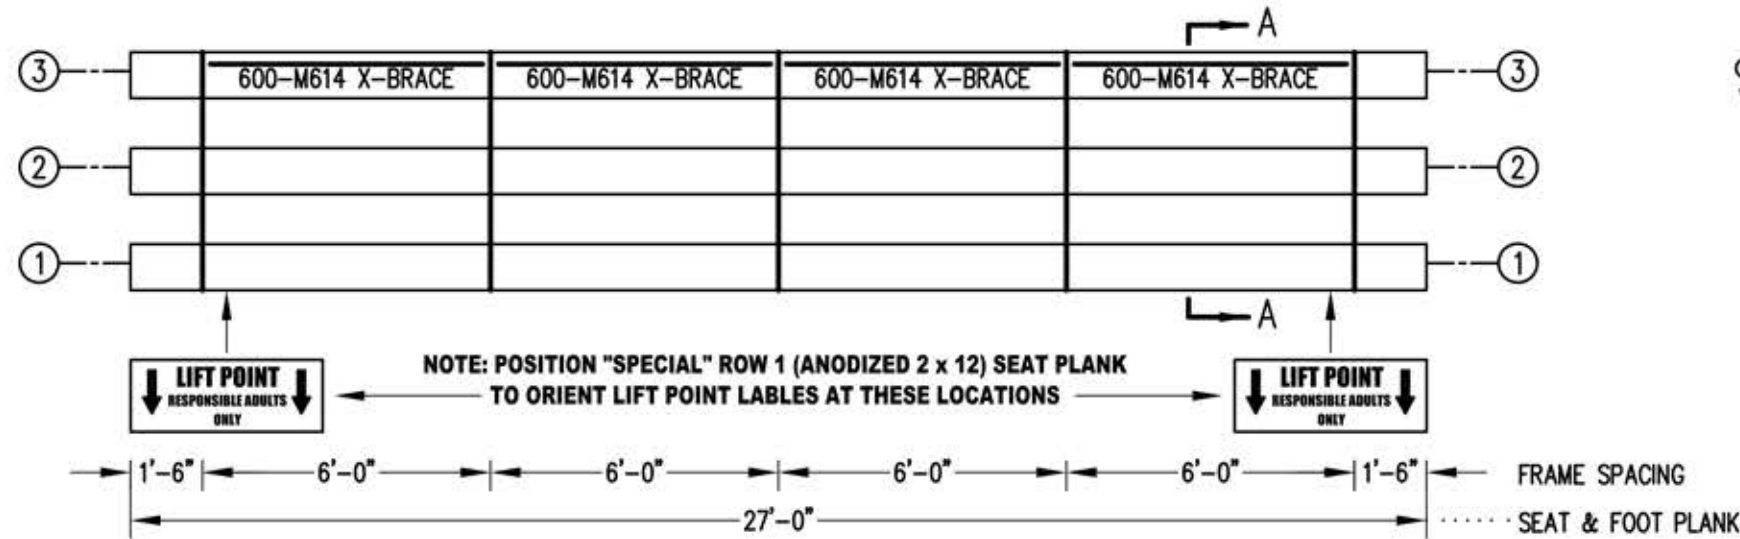 A
3 600-M614 X-BRACE 600-M614 X-BRACE 600-M614 X-BRACE 600-M614 X-BRACE 3
2 2
1 1
A
NOTE: POSITION "SPECIAL" ROW 1 (ANODIZED 2 x 12) SEAT PLANK
TO ORIENT LIFT POINT LABLES AT THESE LOCATIONS
LIFT POINT
RESPONSIBLE ADULTS
ONLY
LIFT POINT
RESPONSIBLE ADULTS
ONLY
1'-6" 6'-0" 6'-0" 6'-0" 6'-0" 1'-6" FRAME SPACING
27'-0" SEAT & FOOT PLANK